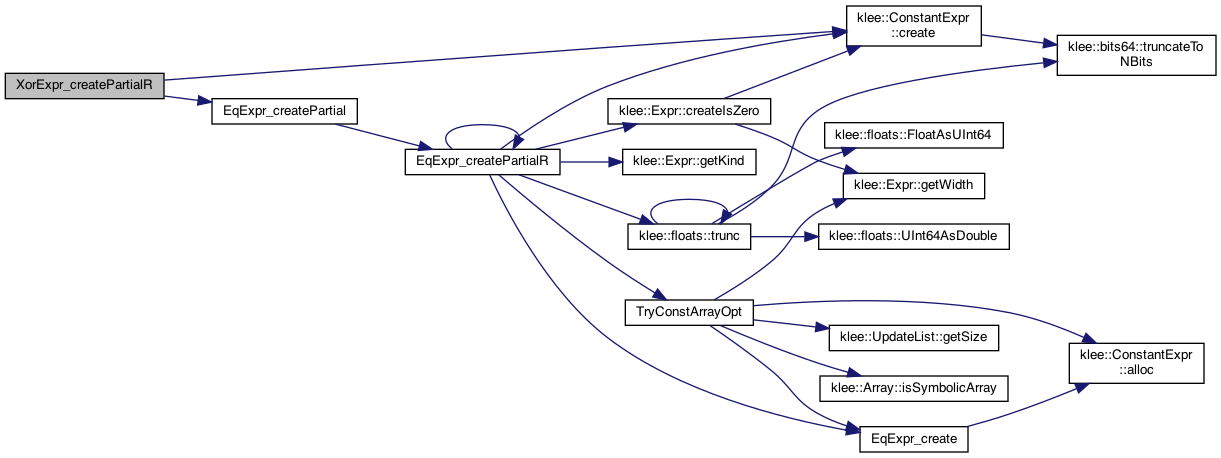 klee::ConstantExpr
::create
klee::bits64::truncateTo
NBits
XorExpr_createPartialR
EqExpr_createPartial
klee::Expr::createIsZero
klee::floats::FloatAsUInt64
EqExpr_createPartialR
klee::Expr::getKind
klee::Expr::getWidth
klee::floats::trunc
klee::floats::UInt64AsDouble
TryConstArrayOpt
klee::UpdateList::getSize
klee::ConstantExpr
::alloc
klee::Array::isSymbolicArray
EqExpr_create